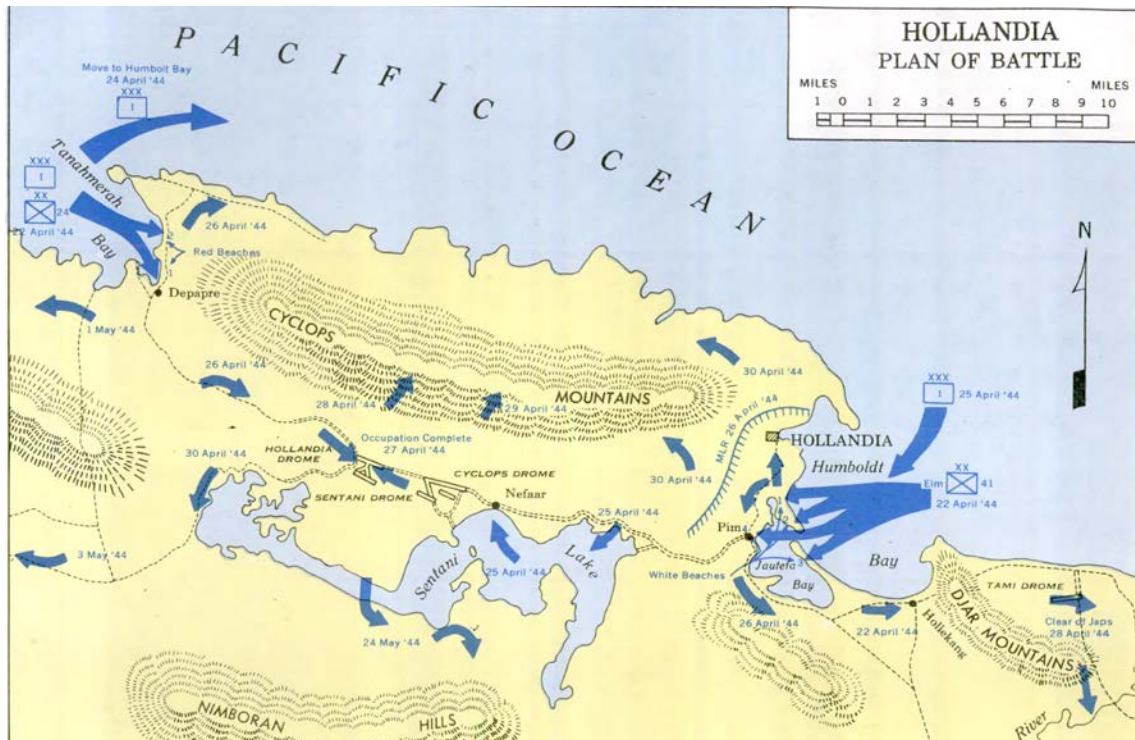 HOLLANDIA
PLAN OF BATTLE
MILES MILES
1 0 1 2 3 4 5 6 7 8 9 10
PACIFIC OCEAN
Move to Humbolt Bay
24 April '44
XXX
I
Tanahmerah
Bay
XXX
I
XX
24
22 April '44
26 April '44
2
Red Beaches
1
Depapre
1 May '44
N
CYCLOPS
MOUNTAINS
26 April '44
28 April '44
29 April '44
30 April '44
MLR 26 April '44
XXX
I
25 April '44
HOLLANDIA
Humboldt
Bay
XX
Elm 41
22 April '44
Occupation Complete
27 April '44
HOLLANDIA
DROME
CYCLOPS DROME
SENTANI DROME
Nefaar
30 April '44
30 April '44
3 May '44
Sentani
Lake
25 April '44
25 April '44
24 May '44
Pim
4
2
3
Jautefa
Bay
White Beaches
26 April '44
22 April '44
Hollekang
TAMI DROME
DJAR MOUNTAINS
Clear of Japs
28 April '44
River
NIMBORAN
HILLS